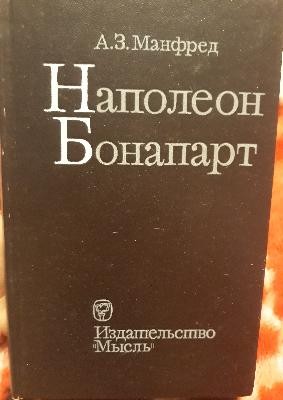 А.З.Манфред
Наполеон
Бонапарт
Издательство
"Мысль"